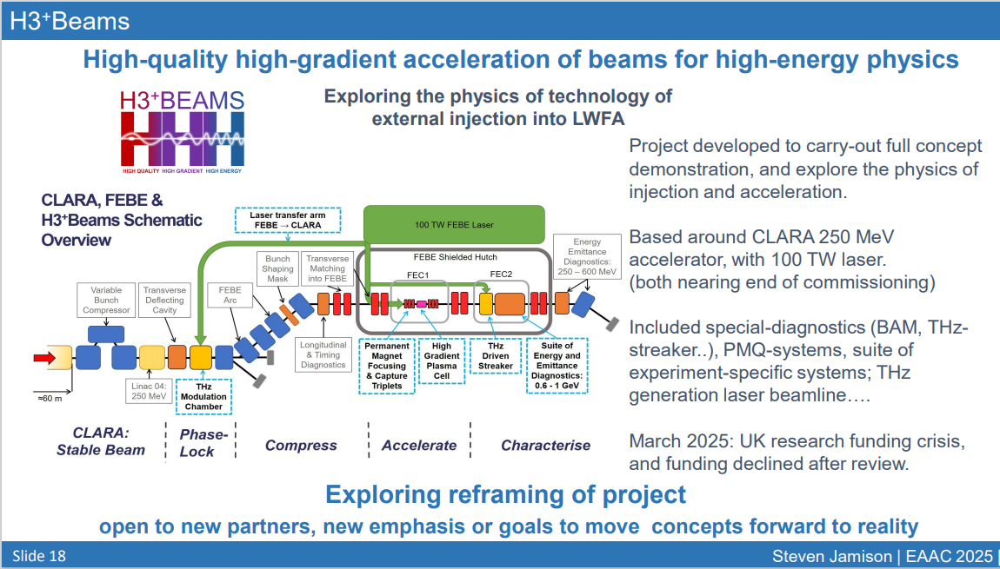 H3⁺Beams
High-quality high-gradient acceleration of beams for high-energy physics
H3⁺BEAMS
HIGH QUALITY HIGH GRADIENT HIGH ENERGY
Exploring the physics of technology of
external injection into LWFA
Project developed to carry-out full concept
demonstration, and explore the physics of
injection and acceleration.
Based around CLARA 250 MeV
accelerator, with 100 TW laser.
(both nearing end of commissioning)
Included special-diagnostics (BAM, THz-
streaker..), PMQ-systems, suite of
experiment-specific systems; THz
generation laser beamline….
March 2025: UK research funding crisis,
and funding declined after review.
CLARA, FEBE &
H3⁺Beams Schematic
Overview
Laser transfer arm
FEBE → CLARA
100 TW FEBE Laser
Energy
Emittance
Diagnostics:
250 – 600 MeV
Bunch
Shaping
Mask
Transverse
Matching
into FEBE
FEBE Shielded Hutch
FEC1
FEC2
Variable
Bunch
Compressor
Transverse
Deflecting
Cavity
FEBE
Arc
Longitudinal
& Timing
Diagnostics
Permanent
Magnet
Focusing
& Capture
Triplets
High
Gradient
Plasma
Cell
THz
Driven
Streaker
Suite of
Energy and
Emittance
Diagnostics:
0.6 - 1 GeV
Linac 04:
250 MeV
THz
Modulation
Chamber
≈60 m
CLARA:
Stable Beam
Phase-
Lock
Compress
Accelerate
Characterise
Exploring reframing of project
open to new partners, new emphasis or goals to move concepts forward to reality
Slide 18
Steven Jamison | EAAC 2025 |